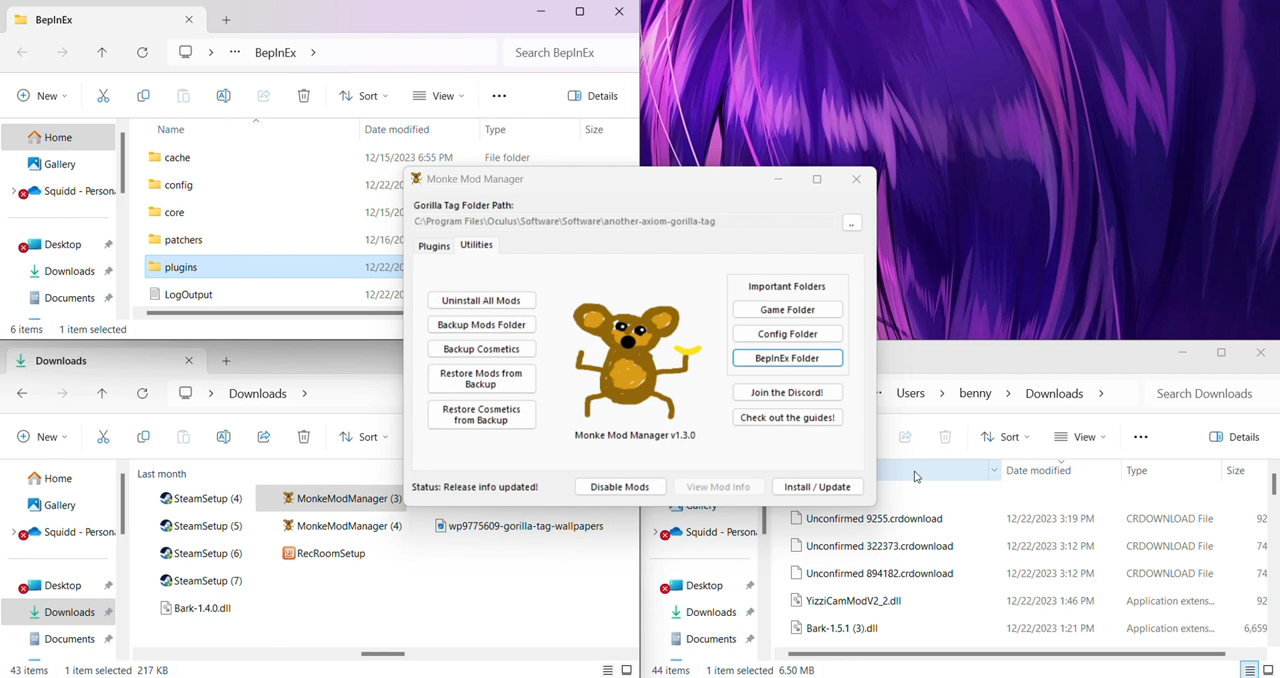 BepInEx
BepInEx
Search BepInEx
New
Sort
View
Details
Name
Date modified
Type
Size
Home
Gallery
Squidd - Person
Desktop
Downloads
Documents
cache
12/15/2023 6:55 PM
File folder
config
12/22/20
core
12/15/20
patchers
12/16/20
plugins
12/22/20
LogOutput
12/22/20
6 items
1 item selected
Monke Mod Manager
Gorilla Tag Folder Path:
C:\Program Files\Oculus\Software\Software\another-axiom-gorilla-tag
..
Plugins
Utilities
Uninstall All Mods
Backup Mods Folder
Backup Cosmetics
Restore Mods from
Backup
Restore Cosmetics
from Backup
Monke Mod Manager v1.3.0
Important Folders
Game Folder
Config Folder
BepInEx Folder
Join the Discord!
Check out the guides!
Status: Release info updated!
Disable Mods
View Mod Info
Install / Update
Downloads
Downloads
New
Sort
Home
Gallery
Squidd - Person
Desktop
Downloads
Documents
Last month
SteamSetup (4)
SteamSetup (5)
SteamSetup (6)
SteamSetup (7)
Bark-1.4.0.dll
MonkeModManager (3)
MonkeModManager (4)
RecRoomSetup
wp9775609-gorilla-tag-wallpapers
43 items
1 item selected 217 KB
Users
benny
Downloads
Search Downloads
Sort
View
Details
Date modified
Type
Size
Gallery
Squidd - Person
Desktop
Downloads
Documents
Unconfirmed 9255.crdownload
12/22/2023 3:19 PM
CRDOWNLOAD File
92
Unconfirmed 322373.crdownload
12/22/2023 3:12 PM
CRDOWNLOAD File
74
Unconfirmed 894182.crdownload
12/22/2023 3:12 PM
CRDOWNLOAD File
74
YizziCamModV2_2.dll
12/22/2023 1:46 PM
Application extens...
92
Bark-1.5.1 (3).dll
12/22/2023 1:21 PM
Application extens...
6,659
44 items
1 item selected 6.50 MB